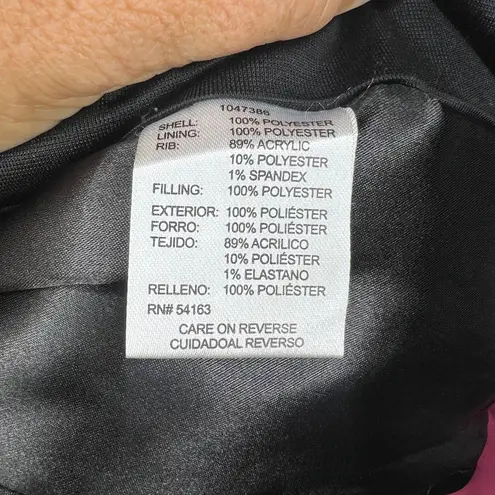 1047386
SHELL: 100% POLYESTER
LINING: 100% POLYESTER
RIB: 89% ACRYLIC
10% POLYESTER
1% SPANDEX
FILLING: 100% POLYESTER
EXTERIOR: 100% POLIÉSTER
FORRO: 100% POLIÉSTER
TEJIDO: 89% ACRILICO
10% POLIÉSTER
1% ELASTANO
RELLENO: 100% POLIÉSTER
RN# 54163
CARE ON REVERSE
CUIDADOAL REVERSO